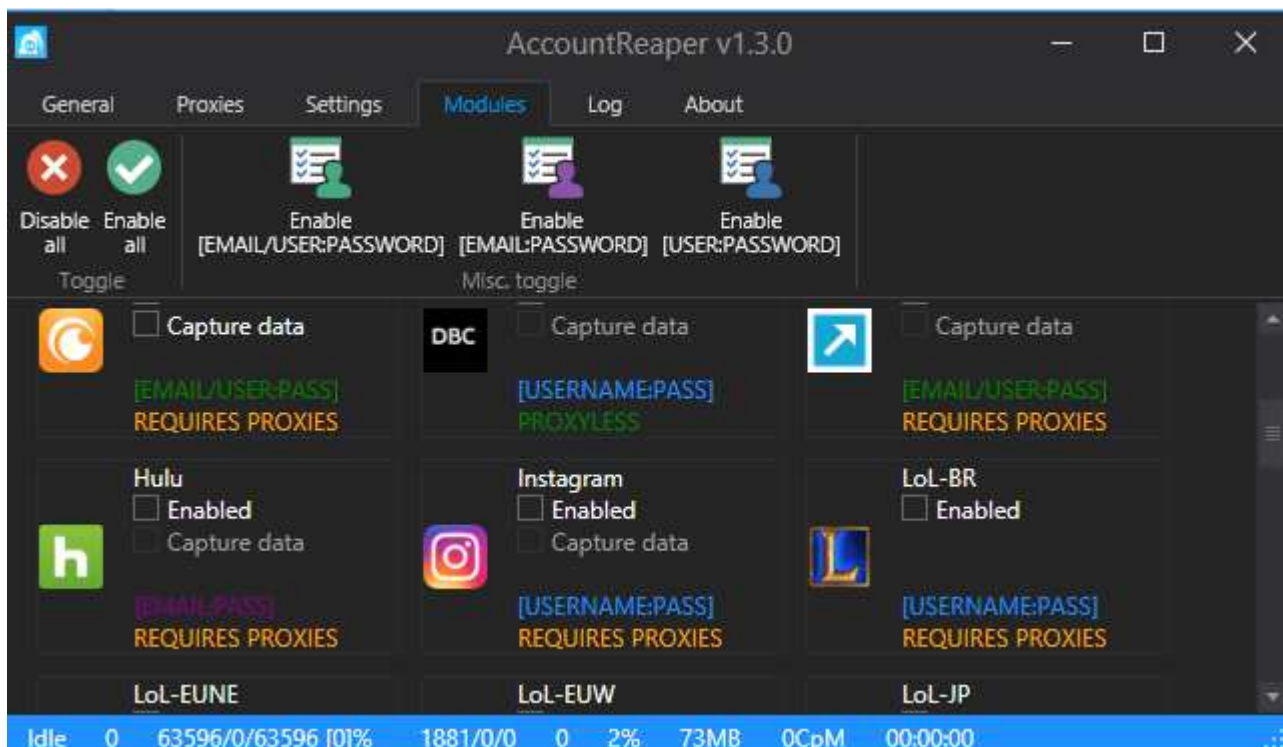 AccountReaper v1.3.0
General Proxies Settings Modules Log About
Disable all
Enable all
Enable [EMAIL/USER:PASSWORD]
Enable [EMAIL:PASSWORD]
Enable [USER:PASSWORD]
Toggle
Misc. toggle
Capture data
[EMAIL/USER:PASS]
REQUIRES PROXIES
DBC
Capture data
[USERNAME:PASS]
PROXYLESS
Capture data
[EMAIL/USER:PASS]
REQUIRES PROXIES
Hulu
Enabled
Capture data
h
[EMAIL:PASS]
REQUIRES PROXIES
Instagram
Enabled
Capture data
[USERNAME:PASS]
REQUIRES PROXIES
LoL-BR
Enabled
L
[USERNAME:PASS]
REQUIRES PROXIES
LoL-EUNE
LoL-EUW
LoL-JP
Idle 0 63596/0/63596 [0]% 1881/0/0 0 2% 73MB 0CpM 00:00:00